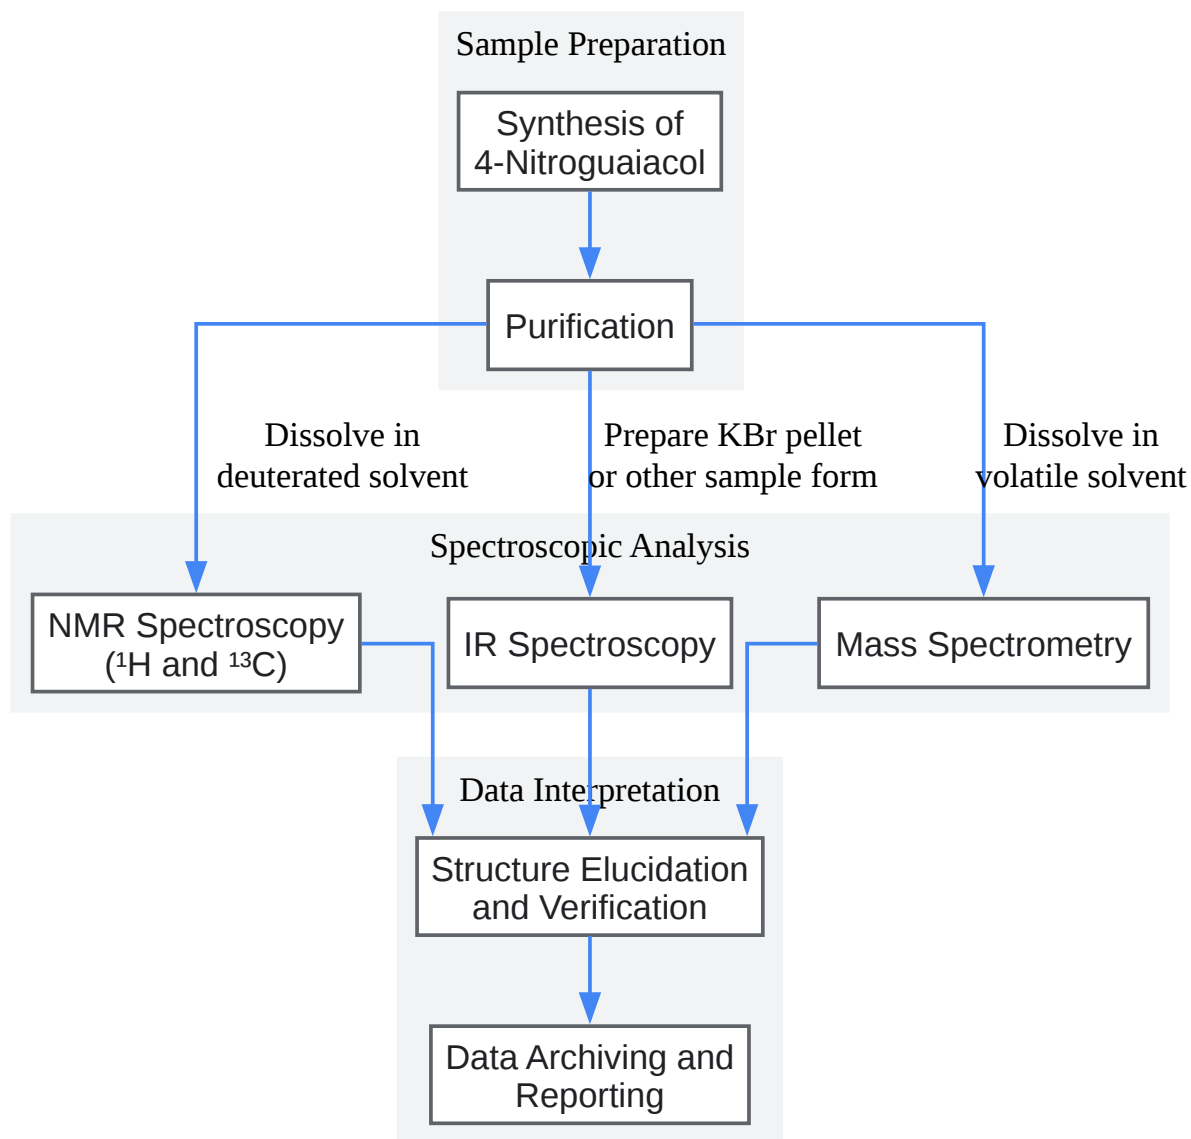 Sample Preparation
Synthesis of
4-Nitroguaiacol
Purification
Dissolve in
deuterated solvent
Prepare KBr pellet
or other sample form
Dissolve in
volatile solvent
Spectroscopic Analysis
NMR Spectroscopy
(¹H and ¹³C)
IR Spectroscopy
Mass Spectrometry
Data Interpretation
Structure Elucidation
and Verification
Data Archiving and
Reporting